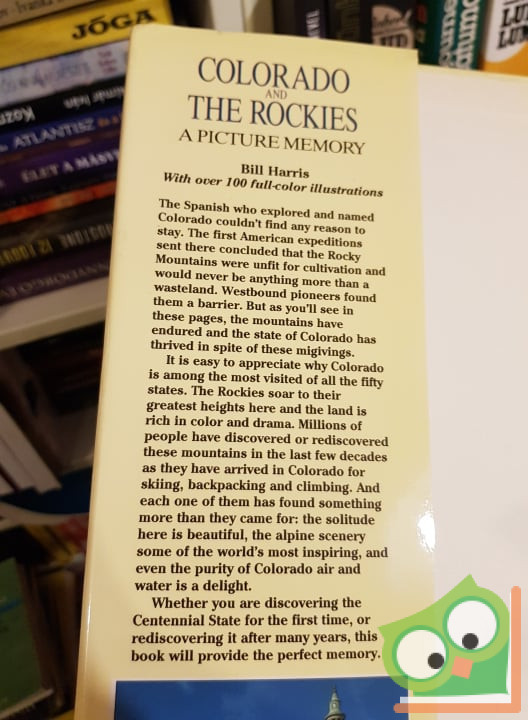 JÓGA
ATLANTISZ
COLORADO
AND
THE ROCKIES
A PICTURE MEMORY
Bill Harris
With over 100 full-color illustrations
The Spanish who explored and named
Colorado couldn't find any reason to
stay. The first American expeditions
sent there concluded that the Rocky
Mountains were unfit for cultivation and
would never be anything more than a
wasteland. Westbound pioneers found
them a barrier. But as you'll see in
these pages, the mountains have
endured and the state of Colorado has
thrived in spite of these migivings.
It is easy to appreciate why Colorado
is among the most visited of all the fifty
states. The Rockies soar to their
greatest heights here and the land is
rich in color and drama. Millions of
people have discovered or rediscovered
these mountains in the last few decades
as they have arrived in Colorado for
skiing, backpacking and climbing. And
each one of them has found something
more than they came for: the solitude
here is beautiful, the alpine scenery
some of the world's most inspiring, and
even the purity of Colorado air and
water is a delight.
Whether you are discovering the
Centennial State for the first time, or
rediscovering it after many years, this
book will provide the perfect memory.